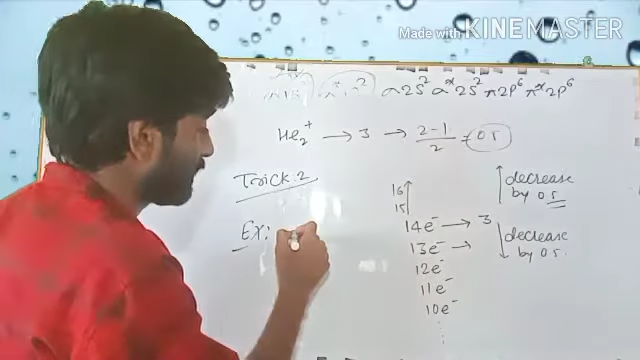 Made with KINEMASTER
σ2s² σ*2s² π2p⁶ π*2p⁶
He₂⁺ → 3 → 2-1/2 = 0.5
Trick.2
16
15
14e⁻ → 3
13e⁻ →
12e⁻
11e⁻
10e⁻
decrease
by 0.5
decrease
by 0.5.
Ex: